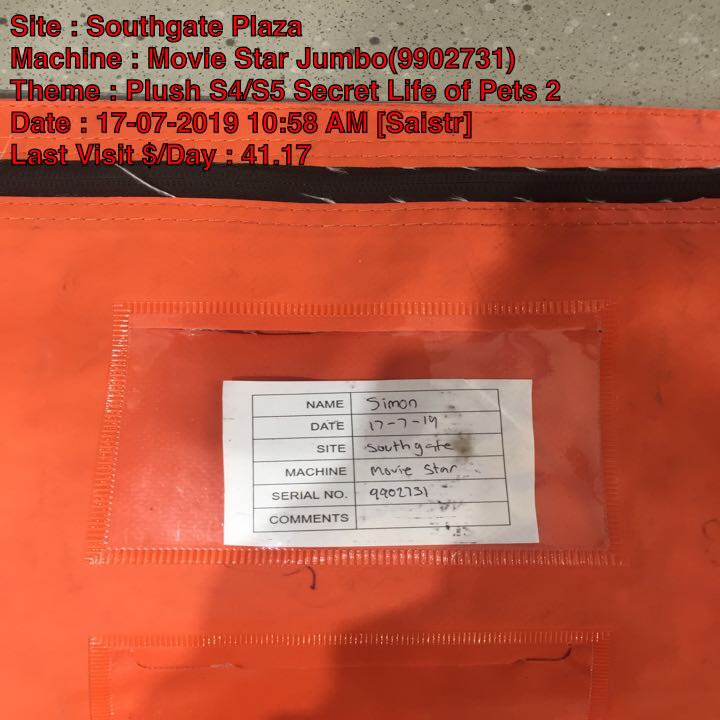 Site : Southgate Plaza
Machine : Movie Star Jumbo(9902731)
Theme : Plush S4/S5 Secret Life of Pets 2
Date : 17-07-2019 10:58 AM [Saistr]
Last Visit $/Day : 41.17
NAME Simon
DATE 17-7-19
SITE Southgate
MACHINE Movie Star
SERIAL NO. 9902731
COMMENTS